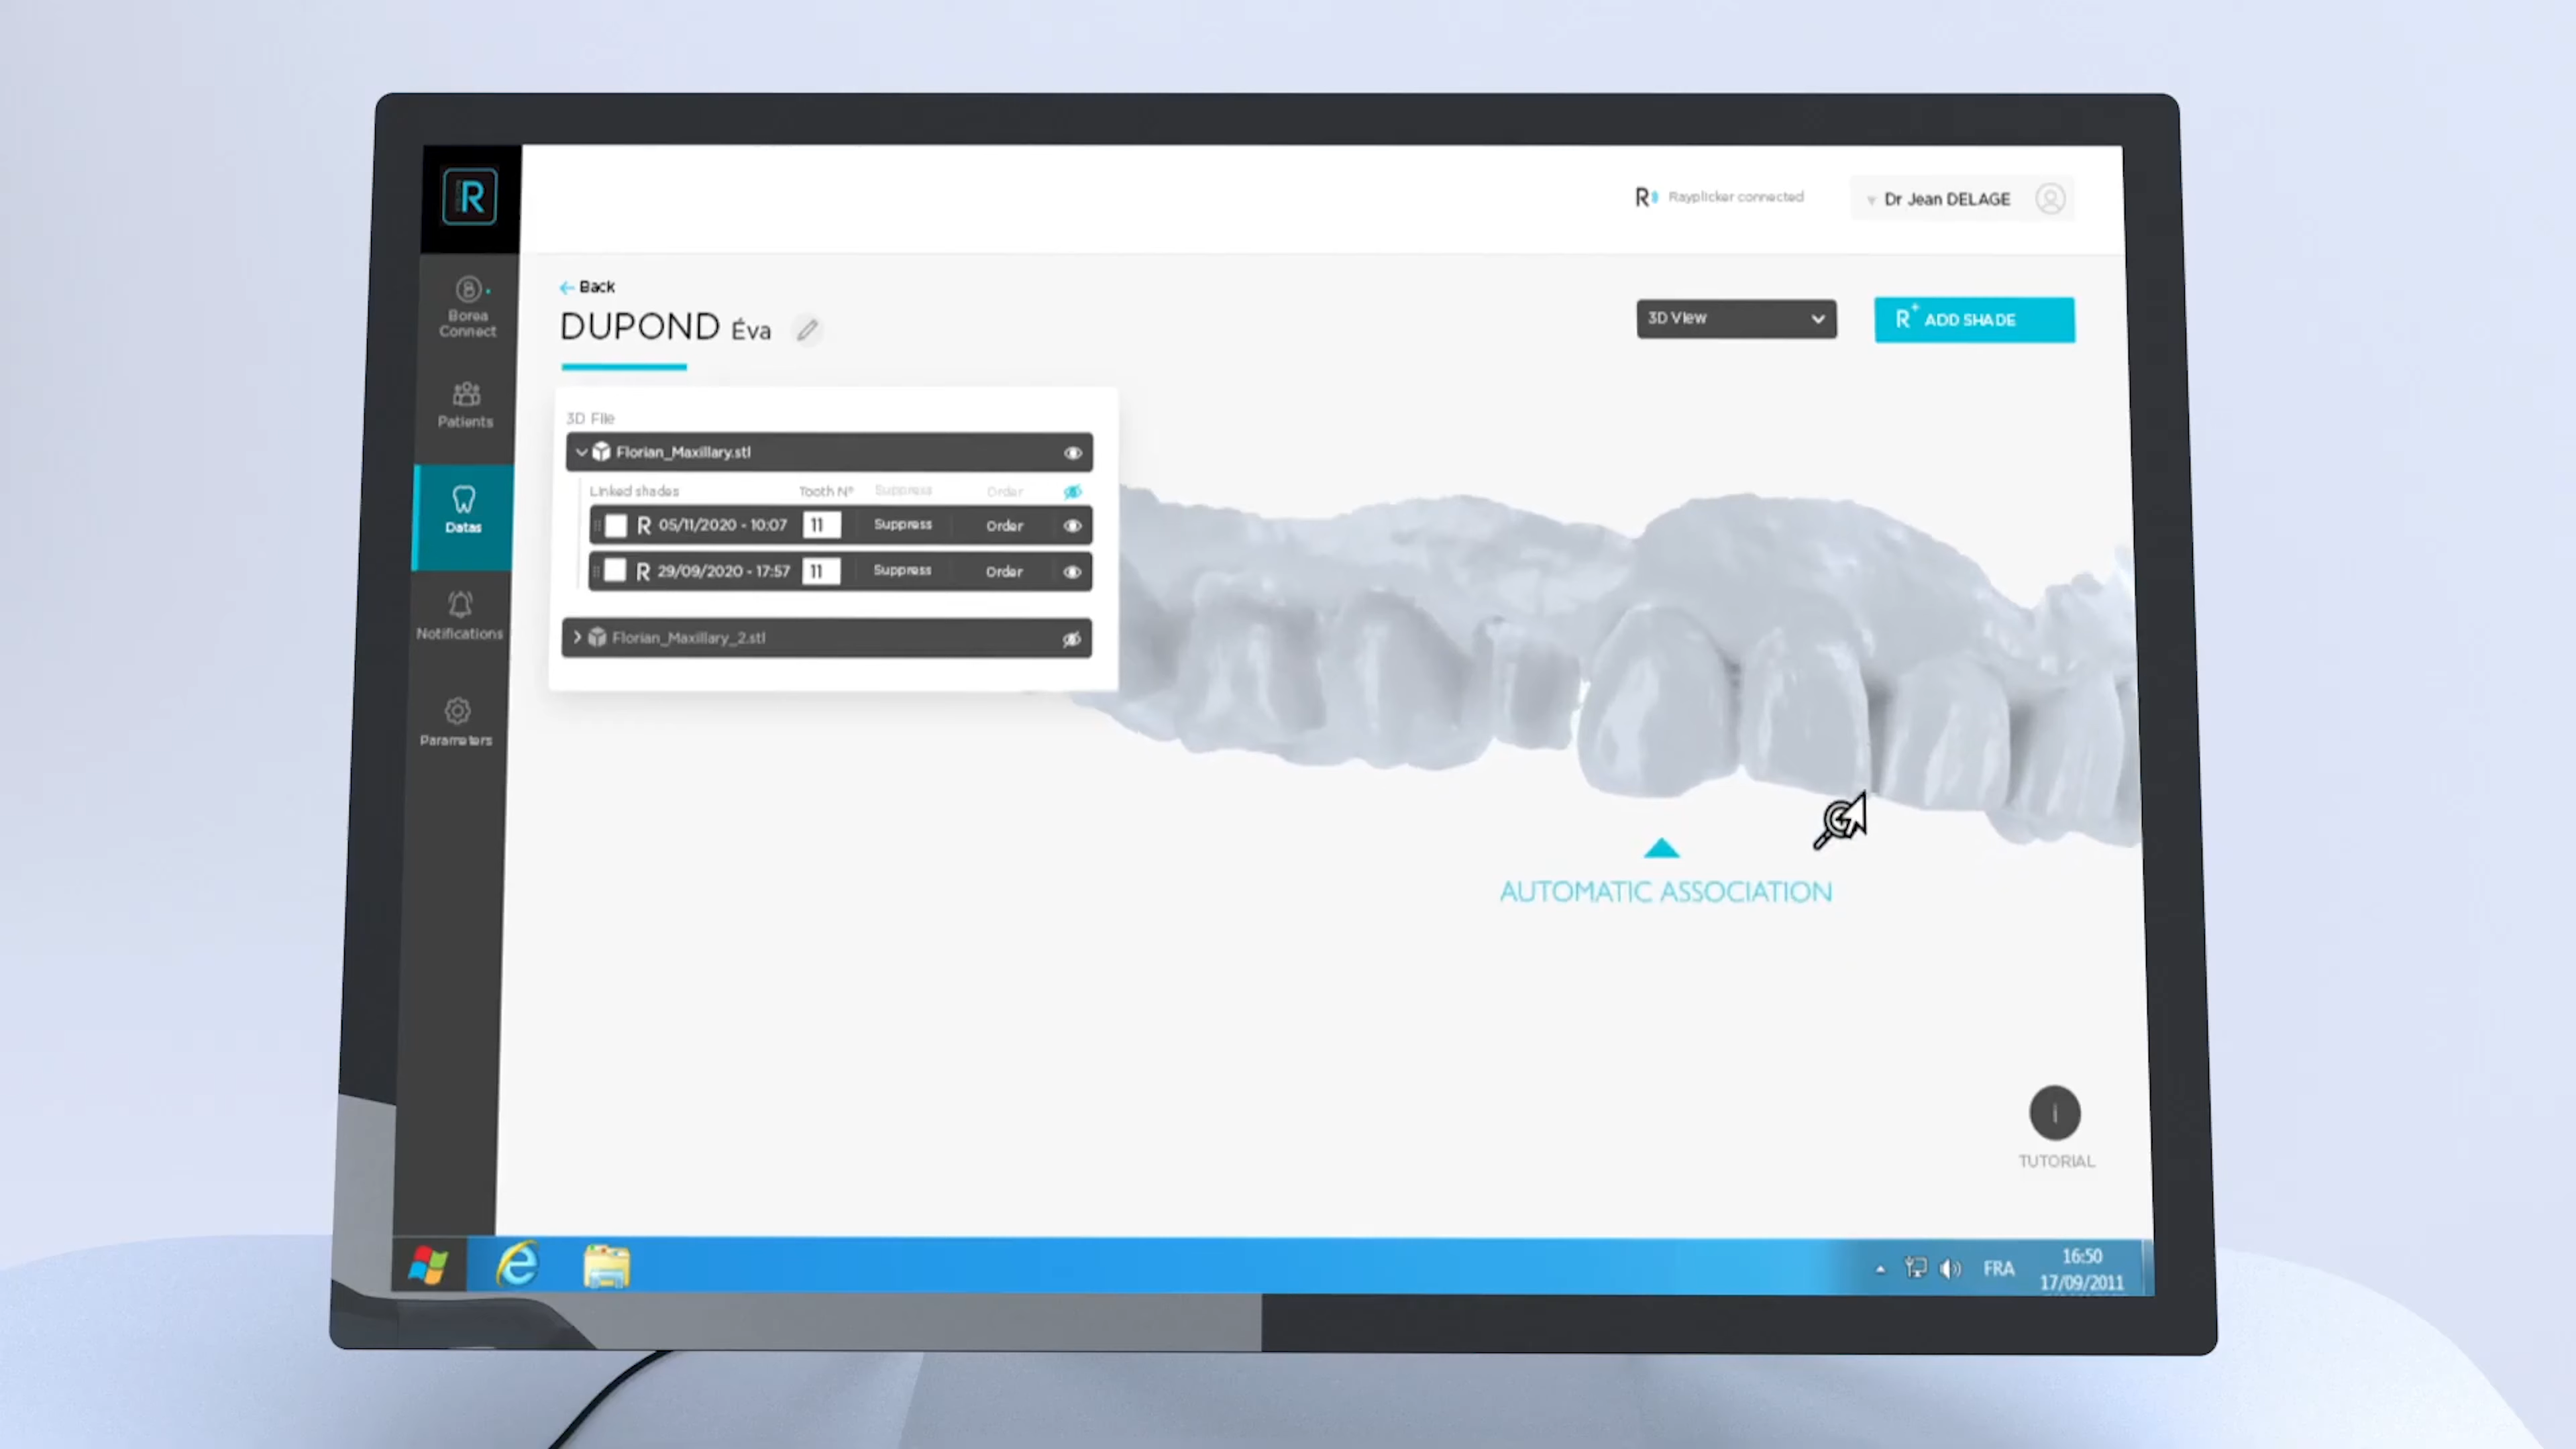 R
R Rayplicker connected
Dr Jean DELAGE
Borea
Connect
Patients
Datas
Notifications
Parameters
Back
DUPOND Éva
3D View
R+ ADD SHADE
3D File
Florian_Maxillary.stl
Linked shades Tooth N° Suppress Order
R 05/11/2020 - 10:07 11 Suppress Order
R 29/09/2020 - 17:57 11 Suppress Order
Florian_Maxillary_2.stl
AUTOMATIC ASSOCIATION
i
TUTORIAL
FRA
16:50
17/09/2011